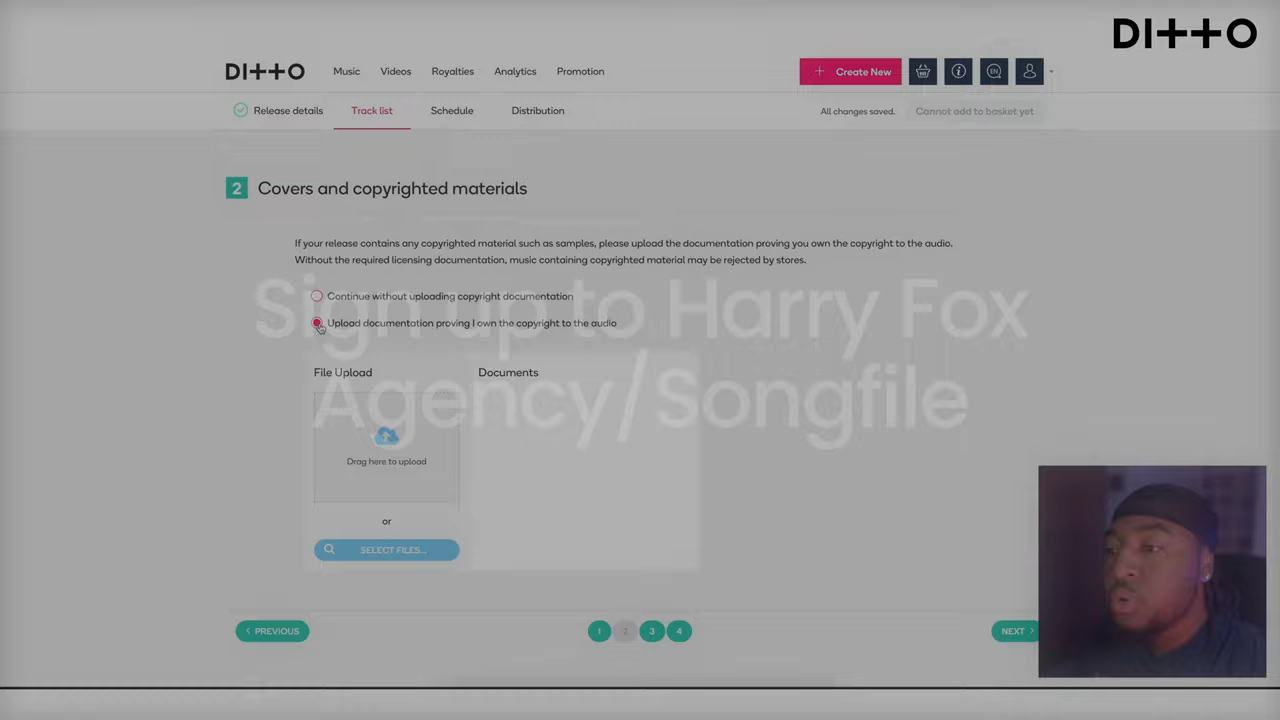 DITTO
DITTO
Music Videos Royalties Analytics Promotion
+ Create New
EN
Release details Track list Schedule Distribution
All changes saved. Cannot add to basket yet
2 Covers and copyrighted materials
If your release contains any copyrighted material such as samples, please upload the documentation proving you own the copyright to the audio.
Without the required licensing documentation, music containing copyrighted material may be rejected by stores.
Continue without uploading copyright documentation
Sign up to Harry Fox
Upload documentation proving I own the copyright to the audio
File Upload Documents
Agency/Songfile
Drag here to upload
or
SELECT FILES...
PREVIOUS 1 2 3 4 NEXT